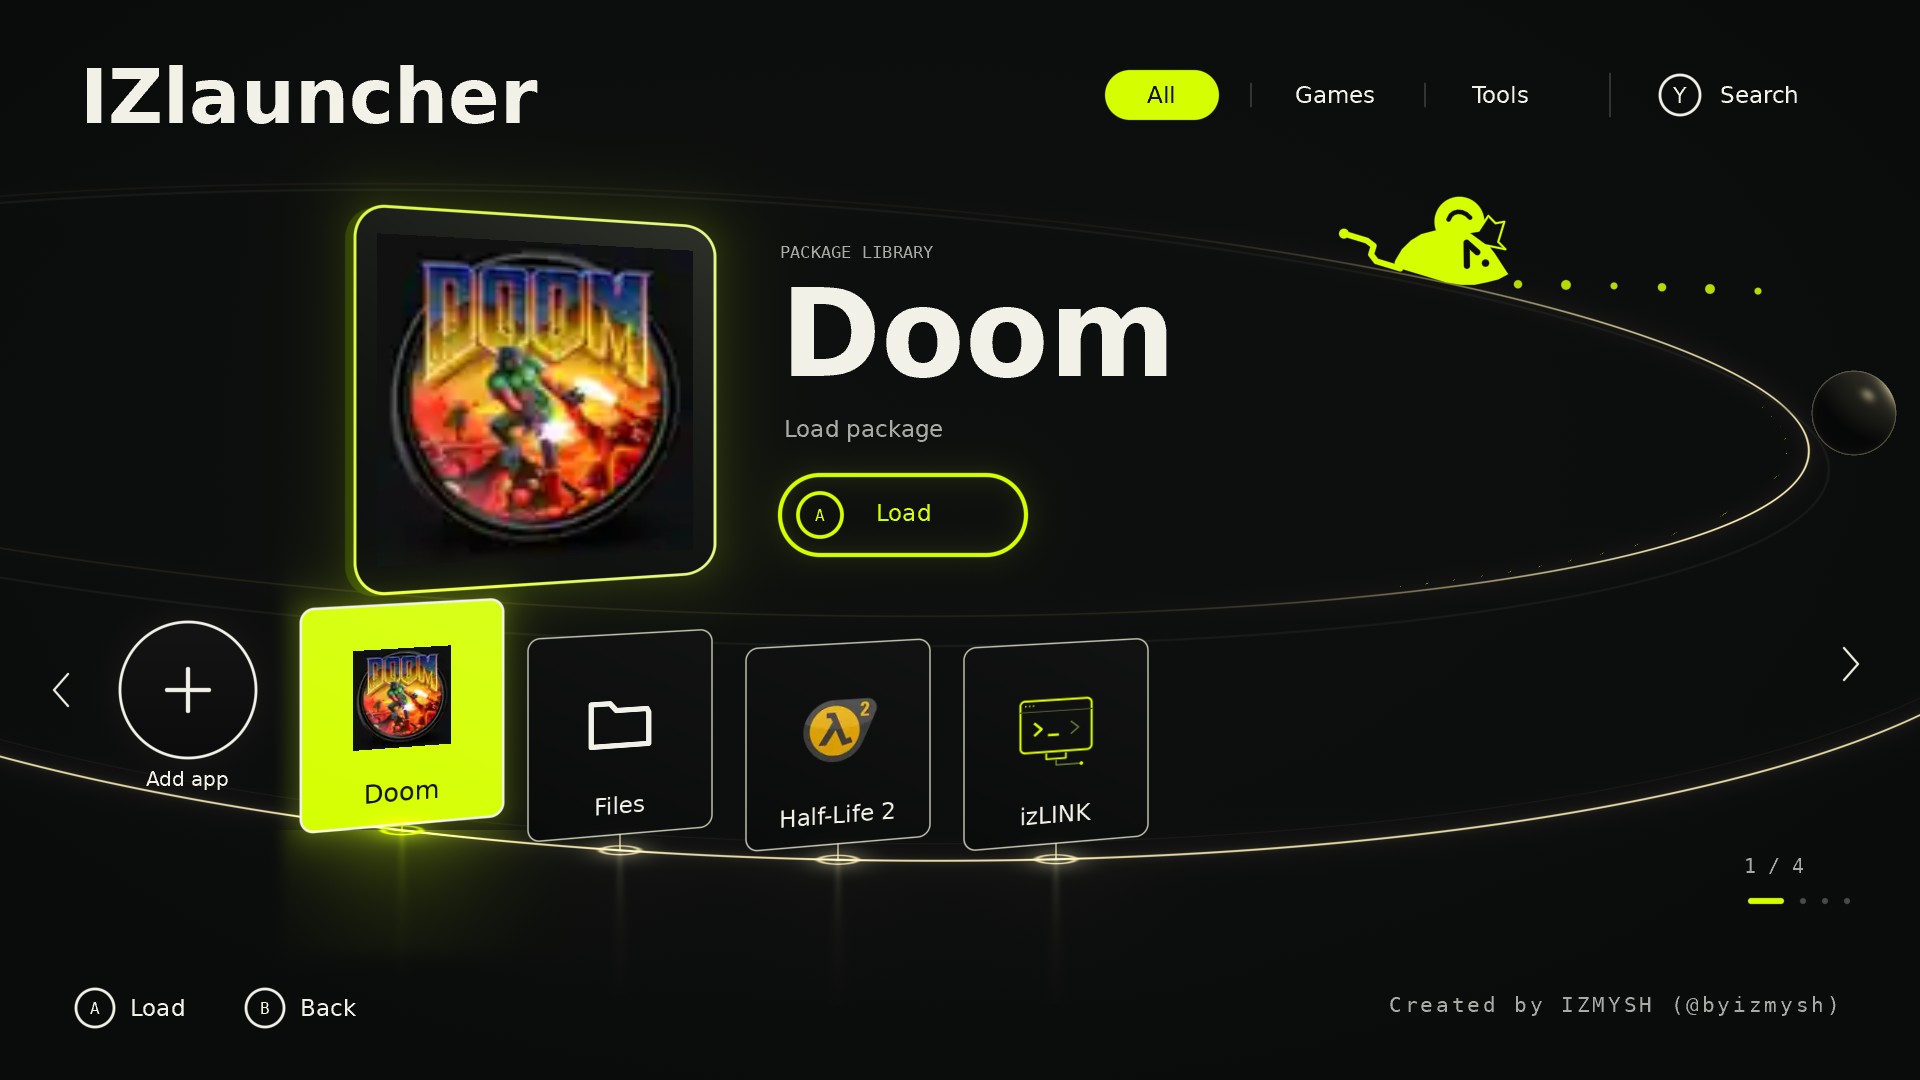 IZlauncher
All
Games
Tools
Y
Search
PACKAGE LIBRARY
DOOM
Doom
Load package
A
Load
Add app
DOOM
Doom
Files
2
Half-Life 2
izLINK
1 / 4
A
Load
B
Back
Created by IZMYSH (@byizmysh)